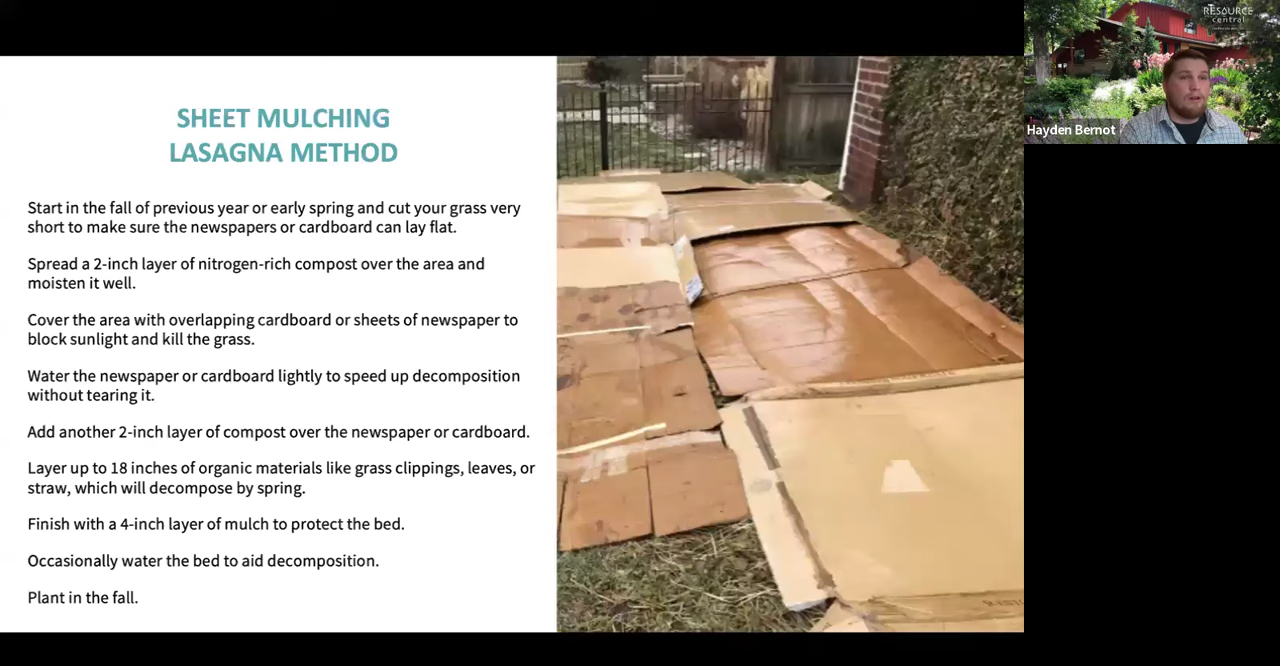 SHEET MULCHING
LASAGNA METHOD
Start in the fall of previous year or early spring and cut your grass very
short to make sure the newspapers or cardboard can lay flat.
Spread a 2-inch layer of nitrogen-rich compost over the area and
moisten it well.
Cover the area with overlapping cardboard or sheets of newspaper to
block sunlight and kill the grass.
Water the newspaper or cardboard lightly to speed up decomposition
without tearing it.
Add another 2-inch layer of compost over the newspaper or cardboard.
Layer up to 18 inches of organic materials like grass clippings, leaves, or
straw, which will decompose by spring.
Finish with a 4-inch layer of mulch to protect the bed.
Occasionally water the bed to aid decomposition.
Plant in the fall.
RESOURCE
central
Hayden Bernot